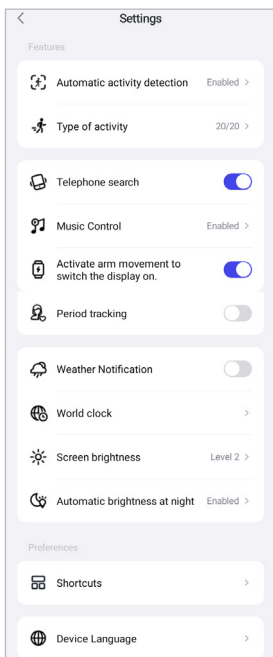 Settings
Features
Automatic activity detection Enabled
Type of activity 20/20
Telephone search
Music Control Enabled
Activate arm movement to
switch the display on.
Period tracking
Weather Notification
World clock
Screen brightness Level 2
Automatic brightness at night Enabled
Preferences
Shortcuts
Device Language